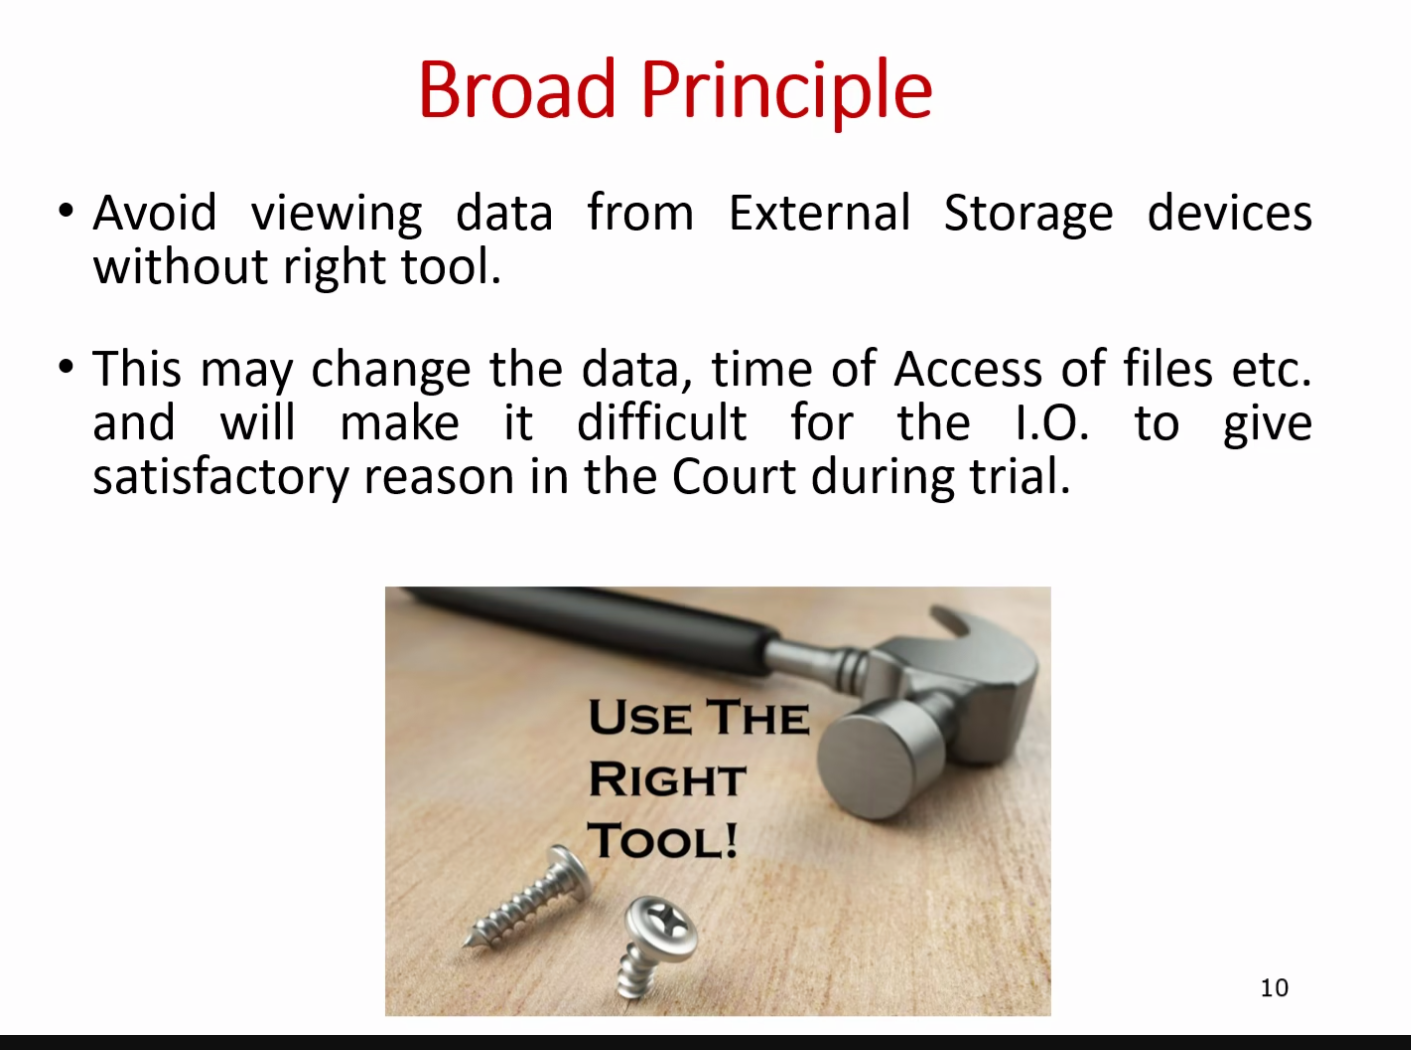 Broad Principle
• Avoid viewing data from External Storage devices
without right tool.
• This may change the data, time of Access of files etc.
and will make it difficult for the I.O. to give
satisfactory reason in the Court during trial.
USE THE
RIGHT
TOOL!
10